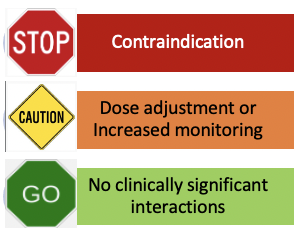 STOP
Contraindication
CAUTION
Dose adjustment or
Increased monitoring
GO
No clinically significant
interactions